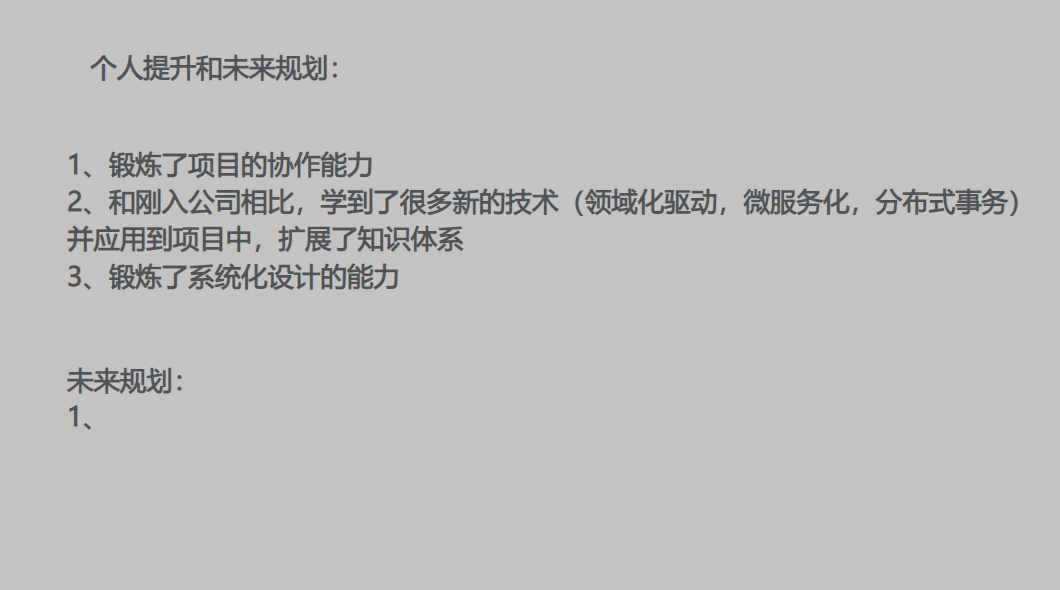 个人提升和未来规划：
1、锻炼了项目的协作能力
2、和刚入公司相比，学到了很多新的技术（领域化驱动，微服务化，分布式事务）
并应用到项目中，扩展了知识体系
3、锻炼了系统化设计的能力
未来规划：
1、